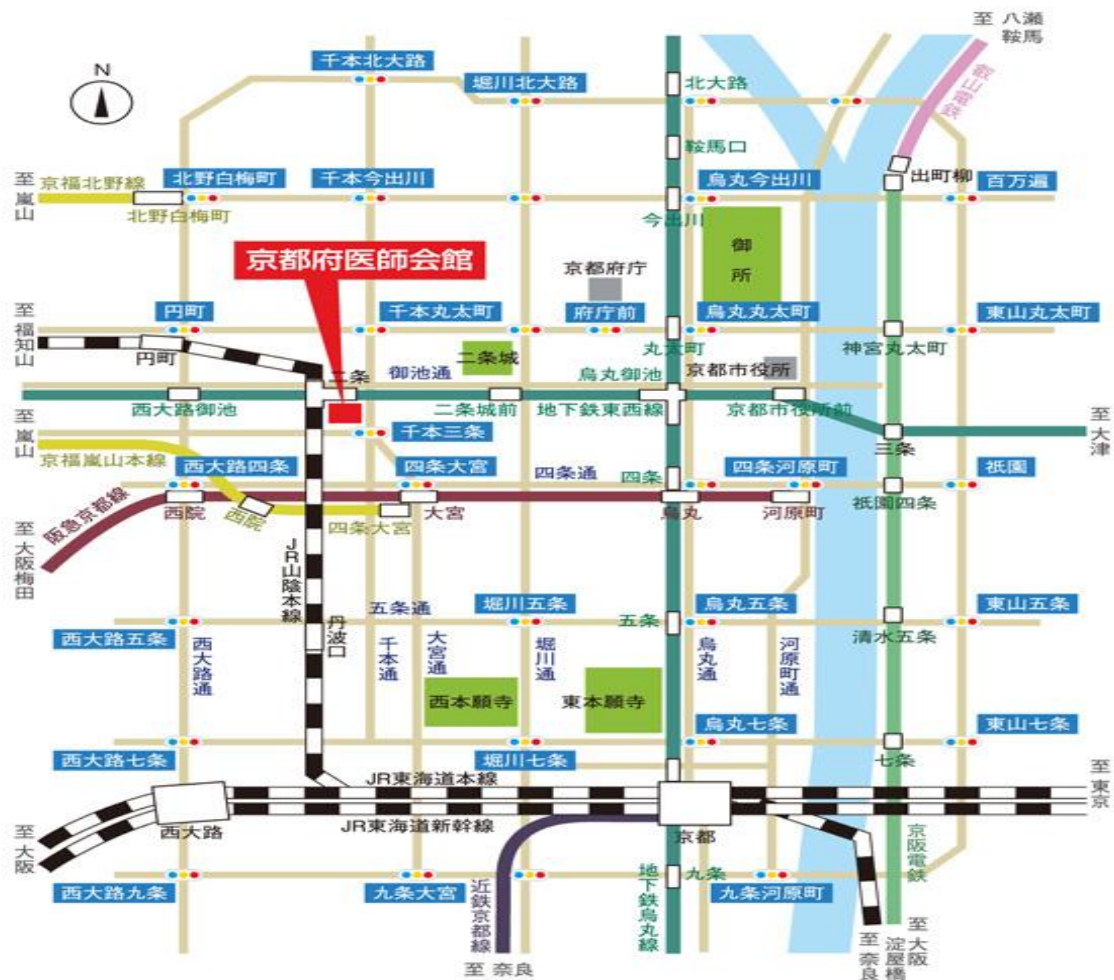 至 八瀬
鞍馬
N
千本北大路
堀川北大路
北大路
叡山電鉄
鞍馬口
出町柳
至 嵐山
京福北野線
北野白梅町
北野白梅町
千本今出川
烏丸今出川
今出川
百万遍
京都府医師会館
京都府庁
御所
至 福知山
円町
円町
千本丸太町
府庁前
烏丸丸太町
丸太町
神宮丸太町
東山丸太町
二条城
京都市役所
二条
御池通
烏丸御池
西大路御池
二条城前
地下鉄東西線
京都市役所前
至 嵐山
京福嵐山本線
千本三条
三条
至 大津
西大路四条
四条大宮
四条通
四条
四条河原町
祇園
阪急京都線
西院
西院
四条大宮
大宮
烏丸
河原町
祇園四条
至 大阪梅田
JR山陰本線
丹波口
五条通
堀川五条
五条
烏丸五条
清水五条
東山五条
西大路五条
西大路通
千本通
大宮通
堀川通
烏丸通
河原町通
西本願寺
東本願寺
西大路七条
堀川七条
烏丸七条
七条
東山七条
JR東海道本線
至 東京
西大路
JR東海道新幹線
京都
至 大阪
西大路九条
九条大宮
近鉄京都線
地下鉄烏丸線
九条
九条河原町
京阪電鉄
至 奈良
至 奈良
至 大阪
淀屋橋